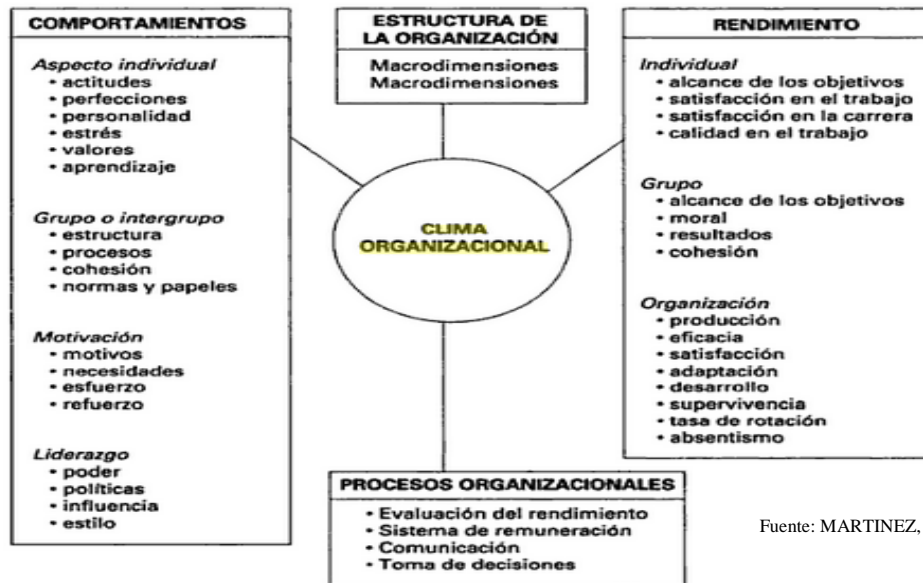 COMPORTAMIENTOS
Aspecto individual
• actitudes
• perfecciones
• personalidad
• estrés
• valores
• aprendizaje
Grupo o intergrupo
• estructura
• procesos
• cohesión
• normas y papeles
Motivación
• motivos
• necesidades
• esfuerzo
• refuerzo
Liderazgo
• poder
• políticas
• influencia
• estilo
ESTRUCTURA DE
LA ORGANIZACIÓN
Macrodimensiones
Macrodimensiones
CLIMA
ORGANIZACIONAL
PROCESOS ORGANIZACIONALES
• Evaluación del rendimiento
• Sistema de remuneración
• Comunicación
• Toma de decisiones
RENDIMIENTO
Individual
• alcance de los objetivos
• satisfacción en el trabajo
• satisfacción en la carrera
• calidad en el trabajo
Grupo
• alcance de los objetivos
• moral
• resultados
• cohesión
Organización
• producción
• eficacia
• satisfacción
• adaptación
• desarrollo
• supervivencia
• tasa de rotación
• absentismo
Fuente: MARTINEZ,